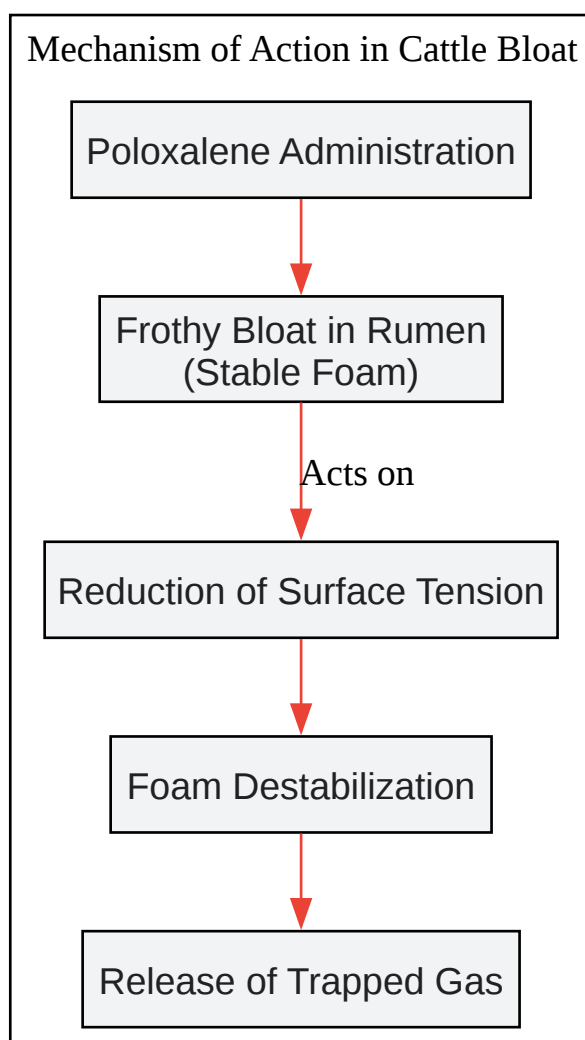 Mechanism of Action in Cattle Bloat
Poloxalene Administration
Frothy Bloat in Rumen
(Stable Foam)
Acts on
Reduction of Surface Tension
Foam Destabilization
Release of Trapped Gas